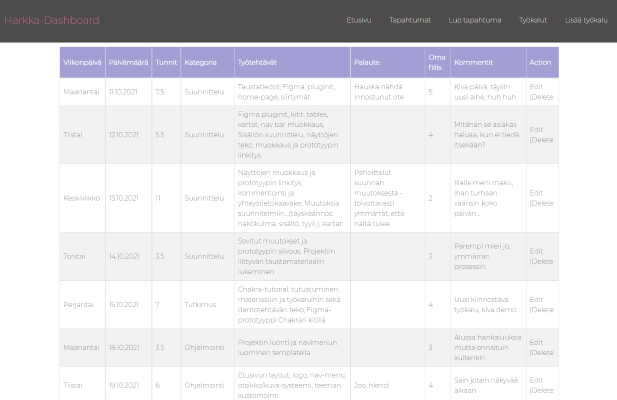 Harkka-Dashboard
Etusivu Tapahtumat Luo tapahtuma Työkalut Lisää työkalu
Viikonpäivä Päivämäärä Tunnit Kategoria Työtehtävät Palaute Oma fiilis Kommentit Action
Maanantai 11.10.2021 7.5 Suunnittelu
Taustatiedot, Figma, pluginit,
home-page, siirtymät
Hauska nähdä
innostunut ote
5
Kiva päivä, täysin
uusi aihe, huh huh.
Edit
|Delete
Tiistai 12.10.2021 5.5 Suunnittelu
Figma pluginit, kitit, tables,
kartat, nav bar muokkaus,
Sisällön suunnittelu, näyttöjen
teko, muokkaus ja prototyypin
linkitys
4
Mitähän se asiakas
haluaa, kun ei tiedä
itsekään?
Edit
|Delete
Keskiviikko 13.10.2021 11 Suunnittelu
Näyttöjen muokkaus ja
prototyypin linkitys,
kommentointi ja
yhteystietokaavake, Muutoksia
suunnitelmiin, (täyskäännös:
näkökulma, sisältö, tyyli ), kartat
Pahoittelut
suunnan
muutoksesta -
toivottavasti
ymmärrät, että
näitä tulee.
2
Illalla meni maku,
ihan turhaan
väänsin koko
päivän...
Edit
|Delete
Torstai 14.10.2021 3.5 Suunnittelu
Sovitut muutokset ja
prototyypin siivous, Projektiin
liittyvän taustamateriaalin
lukeminen
3
Parempi mieli jo,
ymmärrän
prosessin.
Edit
|Delete
Perjantai 15.10.2021 7 Tutkimus
Chakra-tutorial, tutustuminen
materiaaliin ja työkaluihin sekä
demotehtävän teko, Figma-
prototyyppi Chakran kitillä
4
Uusi kiinnostava
työkalu, kiva demo
Edit
|Delete
Maanantai 18.10.2021 3.5 Ohjelmointi
Projektin luonti ja navimenun
luominen templatella
3
Alussa hankaluuksia
mutta onnistuin
kuitenkin.
Edit
|Delete
Tiistai 19.10.2021 6 Ohjelmointi
Etusivun layout, logo, nav-menu,
otsikko/kuva-systeemi, teeman
kustomointi
Joo, hieno!
4
Sain jotain näkyvää
aikaan.
Edit
|Delete